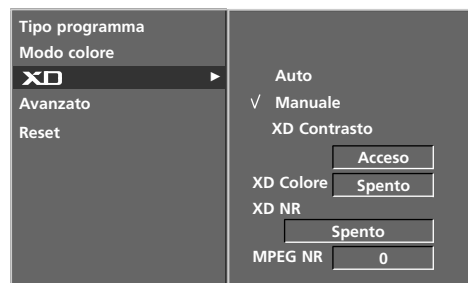 Tipo programma
Modo colore
XD ►
Avanzato
Reset
Auto
√ Manuale
XD Contrasto
Acceso
XD Colore Spento
XD NR
Spento
MPEG NR 0